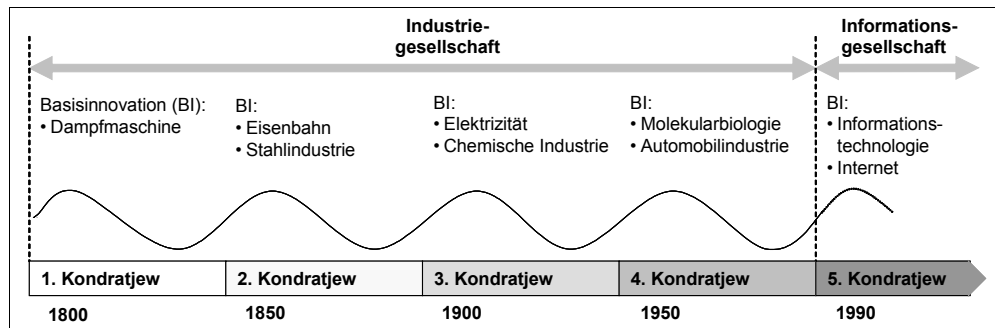 Industrie-
gesellschaft
Informations-
gesellschaft
Basisinnovation (BI):
• Dampfmaschine
BI:
• Eisenbahn
• Stahlindustrie
BI:
• Elektrizität
• Chemische Industrie
BI:
• Molekularbiologie
• Automobilindustrie
BI:
• Informations-
technologie
• Internet
1. Kondratjew
2. Kondratjew
3. Kondratjew
4. Kondratjew
5. Kondratjew
1800
1850
1900
1950
1990